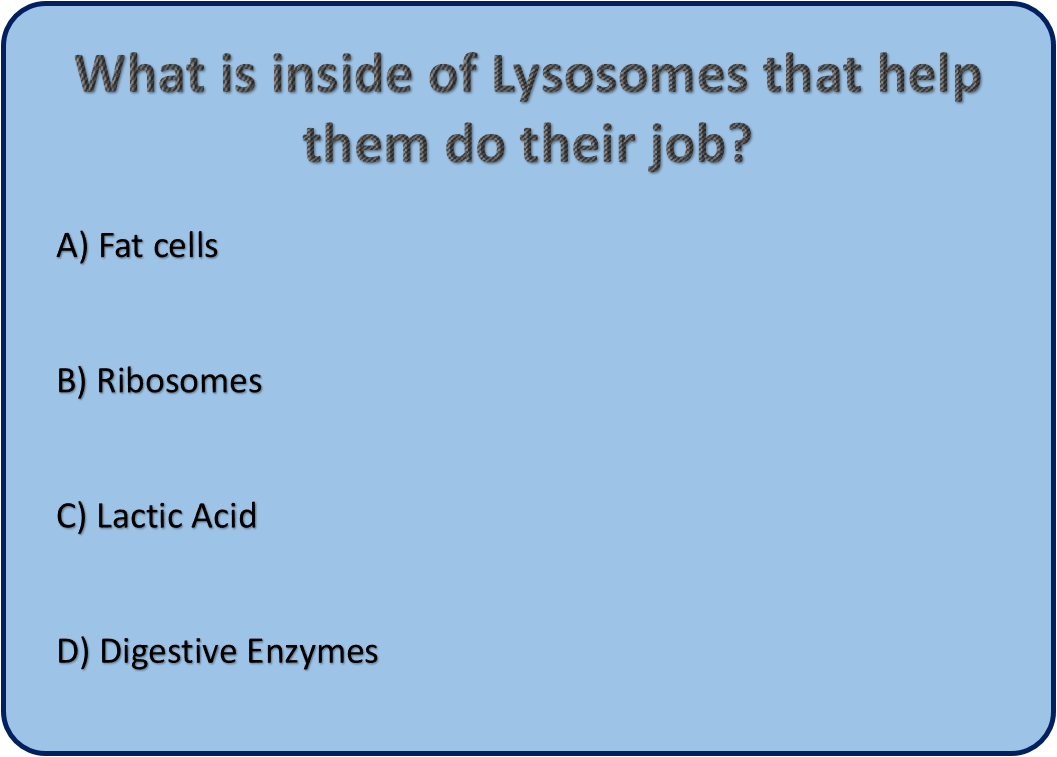 What is inside of Lysosomes that help
them do their job?
A) Fat cells
B) Ribosomes
C) Lactic Acid
D) Digestive Enzymes